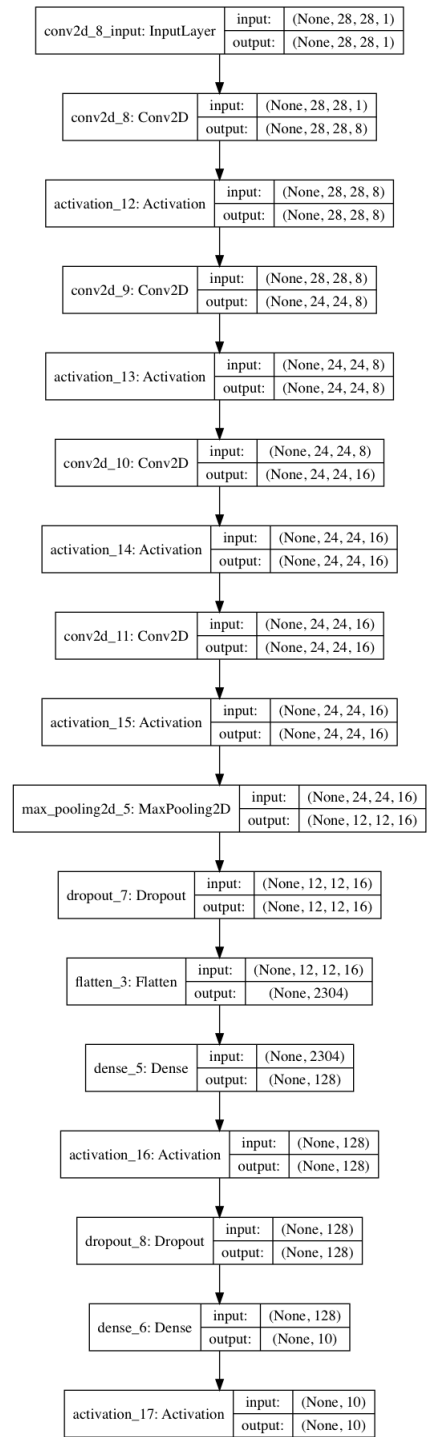 conv2d_8_input: InputLayer input: (None, 28, 28, 1)
output: (None, 28, 28, 1)
conv2d_8: Conv2D input: (None, 28, 28, 1)
output: (None, 28, 28, 8)
activation_12: Activation input: (None, 28, 28, 8)
output: (None, 28, 28, 8)
conv2d_9: Conv2D input: (None, 28, 28, 8)
output: (None, 24, 24, 8)
activation_13: Activation input: (None, 24, 24, 8)
output: (None, 24, 24, 8)
conv2d_10: Conv2D input: (None, 24, 24, 8)
output: (None, 24, 24, 16)
activation_14: Activation input: (None, 24, 24, 16)
output: (None, 24, 24, 16)
conv2d_11: Conv2D input: (None, 24, 24, 16)
output: (None, 24, 24, 16)
activation_15: Activation input: (None, 24, 24, 16)
output: (None, 24, 24, 16)
max_pooling2d_5: MaxPooling2D input: (None, 24, 24, 16)
output: (None, 12, 12, 16)
dropout_7: Dropout input: (None, 12, 12, 16)
output: (None, 12, 12, 16)
flatten_3: Flatten input: (None, 12, 12, 16)
output: (None, 2304)
dense_5: Dense input: (None, 2304)
output: (None, 128)
activation_16: Activation input: (None, 128)
output: (None, 128)
dropout_8: Dropout input: (None, 128)
output: (None, 128)
dense_6: Dense input: (None, 128)
output: (None, 10)
activation_17: Activation input: (None, 10)
output: (None, 10)